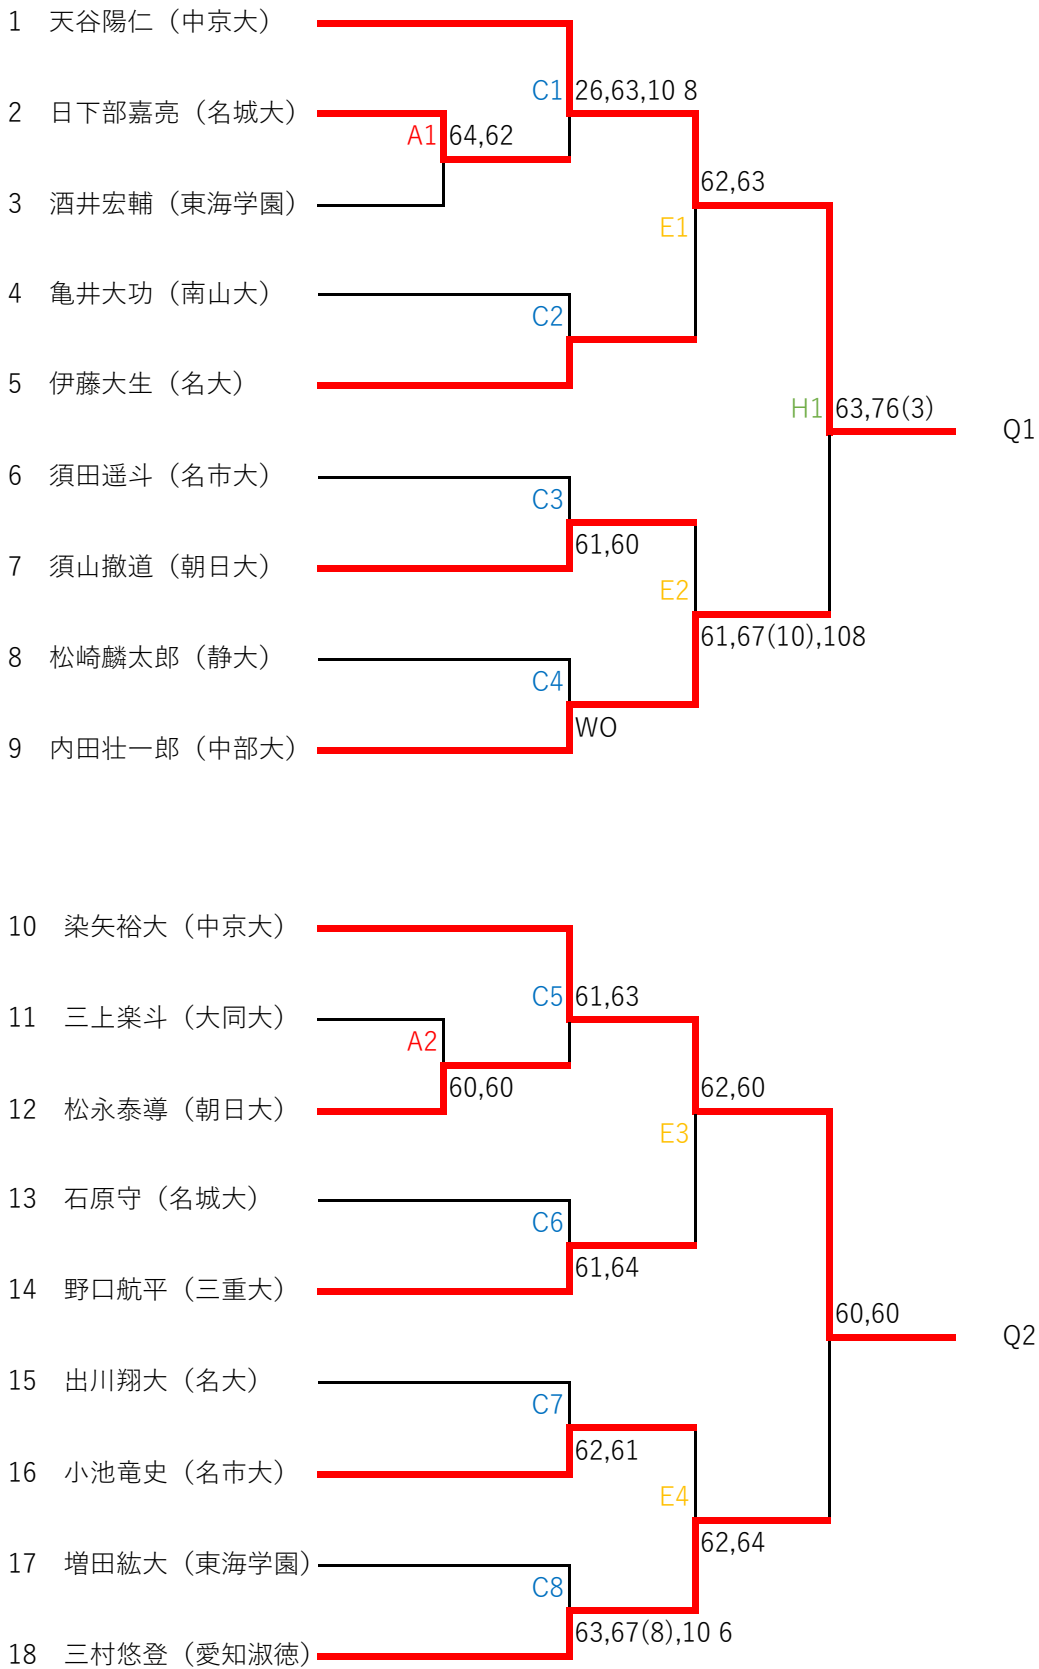 1 天谷陽仁（中京大）
C1 26,63,10 8
2 日下部嘉亮（名城大）
A1 64,62
62,63
3 酒井宏輔（東海学園）
E1
4 亀井大功（南山大）
C2
5 伊藤大生（名大）
H1 63,76(3)
Q1
6 須田遥斗（名市大）
C3
61,60
7 須山撤道（朝日大）
E2
61,67(10),108
8 松崎麟太郎（静大）
C4
WO
9 内田壮一郎（中部大）
10 染矢裕大（中京大）
C5 61,63
11 三上楽斗（大同大）
A2
60,60
62,60
12 松永泰導（朝日大）
E3
13 石原守（名城大）
C6
61,64
14 野口航平（三重大）
60,60
Q2
15 出川翔大（名大）
C7
62,61
16 小池竜史（名市大）
E4
62,64
17 増田紘大（東海学園）
C8
63,67(8),10 6
18 三村悠登（愛知淑徳）